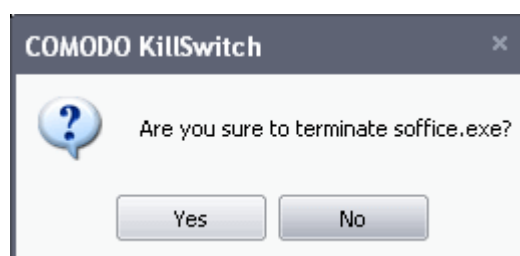 COMODO KillSwitch
Are you sure to terminate soffice.exe?
Yes No